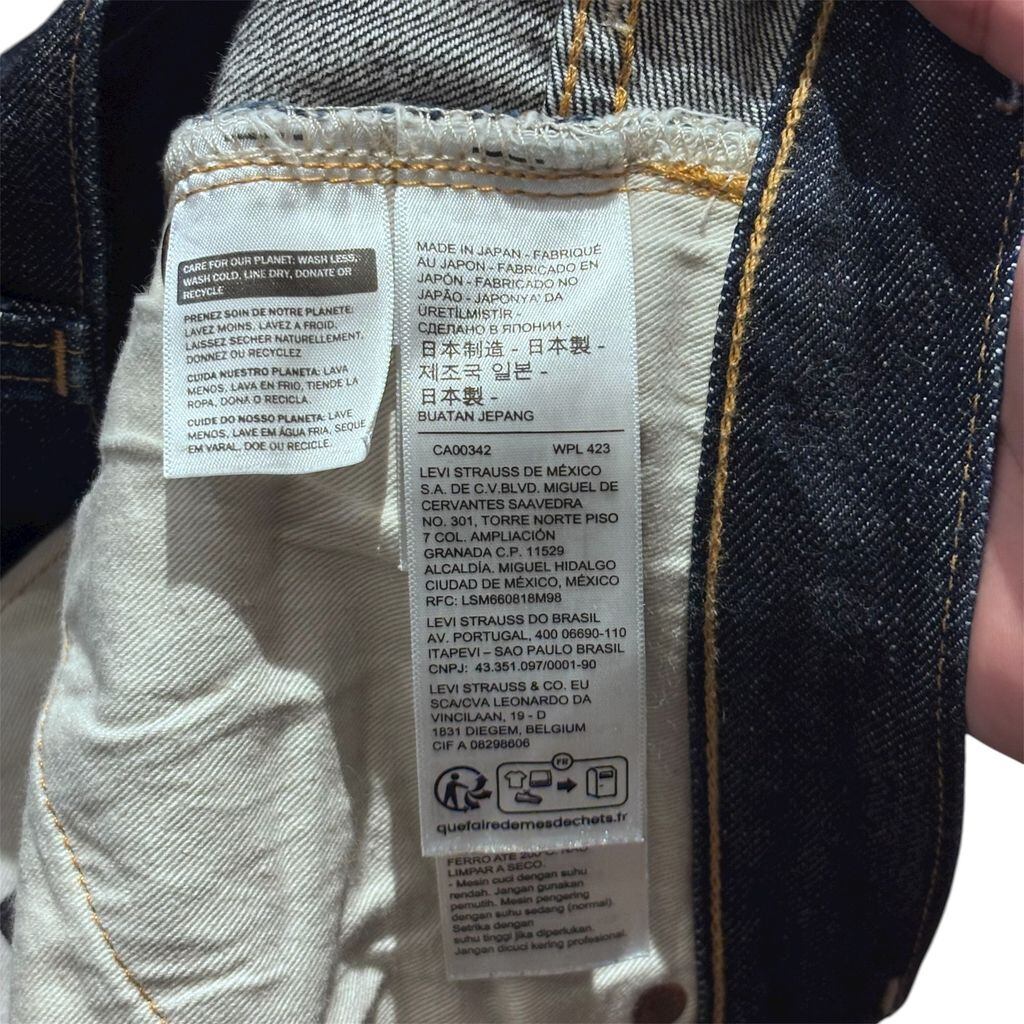 CARE FOR OUR PLANET: WASH LESS,
WASH COLD, LINE DRY, DONATE OR
RECYCLE
PRENEZ SOIN DE NOTRE PLANETE:
LAVEZ MOINS, LAVEZ A FROID,
LAISSEZ SECHER NATURELLEMENT,
DONNEZ OU RECYCLEZ
CUIDA NUESTRO PLANETA: LAVA
MENOS, LAVA EN FRIO, TIENDE LA
ROPA, DONA O RECICLA.
CUIDE DO NOSSO PLANETA: LAVE
MENOS, LAVE EM ÁGUA FRIA, SEQUE
EM VARAL, DOE OU RECICLE.
MADE IN JAPAN - FABRIQUÉ
AU JAPON - FABRICADO EN
JAPÓN - FABRICADO NO
JAPÃO - JAPONYA' DA
ÜRETILMISTIR -
СДЕЛАНО В ЯПОНИИ -
日本制造 - 日本製 -
제조국 일본 -
日本製 -
BUATAN JEPANG
CA00342 WPL 423
LEVI STRAUSS DE MÉXICO
S.A. DE C.V.BLVD. MIGUEL DE
CERVANTES SAAVEDRA
NO. 301, TORRE NORTE PISO
7 COL. AMPLIACIÓN
GRANADA C.P. 11529
ALCALDÍA. MIGUEL HIDALGO
CIUDAD DE MÉXICO, MÉXICO
RFC: LSM660818M98
LEVI STRAUSS DO BRASIL
AV. PORTUGAL, 400 06690-110
ITAPEVI – SAO PAULO BRASIL
CNPJ: 43.351.097/0001-90
LEVI STRAUSS & CO. EU
SCA/CVA LEONARDO DA
VINCILAAN, 19 - D
1831 DIEGEM, BELGIUM
CIF A 08298606
FR
quefairedemesdechets.fr
FERRO ATÉ 200°C. NÃO
LIMPAR A SECO.
- Mesin cuci dengan suhu
rendah. Jangan gunakan
pemutih. Mesin pengering
dengan suhu sedang (normal).
Setrika dengan
suhu tinggi jika diperlukan.
Jangan dicuci kering profesional.